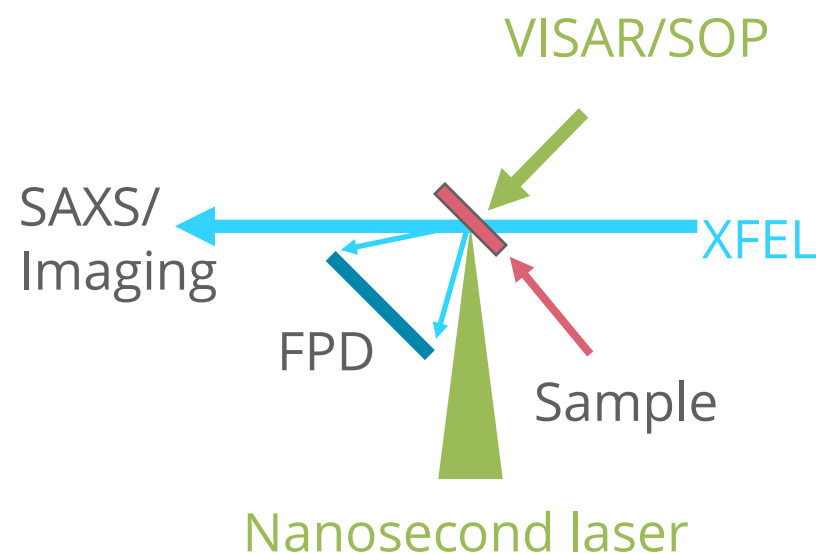 VISAR/SOP
SAXS/
Imaging
XFEL
FPD
Sample
Nanosecond laser